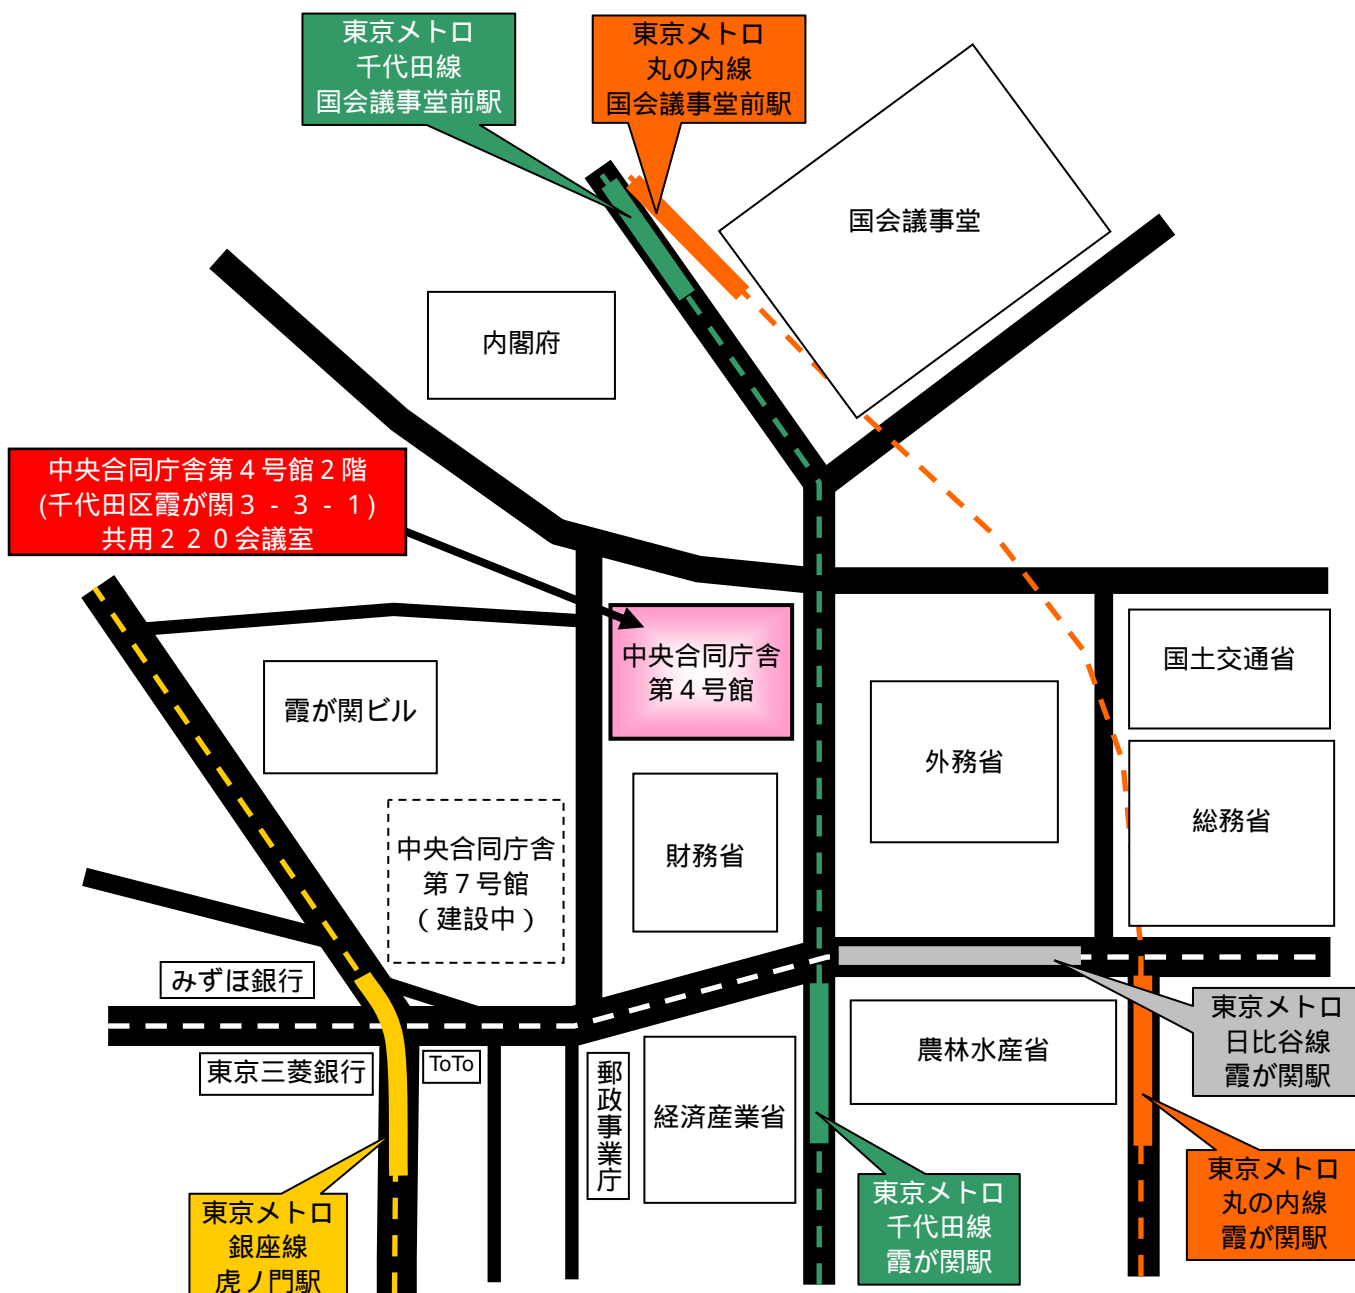 東京メトロ
千代田線
国会議事堂前駅
東京メトロ
丸の内線
国会議事堂前駅
国会議事堂
内閣府
中央合同庁舎第４号館２階
(千代田区霞が関３‐３‐１)
共用２２０会議室
中央合同庁舎
第４号館
国土交通省
霞が関ビル
外務省
総務省
中央合同庁舎
第７号館
（建設中）
財務省
みずほ銀行
東京三菱銀行
ToTo
郵政事業庁
経済産業省
農林水産省
東京メトロ
日比谷線
霞が関駅
東京メトロ
銀座線
虎ノ門駅
東京メトロ
千代田線
霞が関駅
東京メトロ
丸の内線
霞が関駅